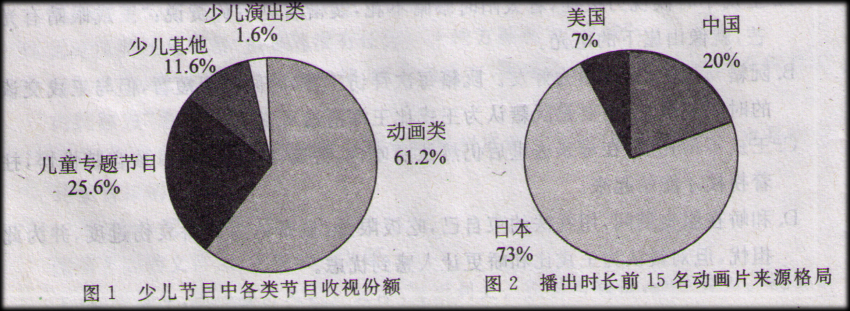 少儿演出类
1.6%
少儿其他
11.6%
儿童专题节目
25.6%
动画类
61.2%
图1 少儿节目中各类节目收视份额
美国
7%
中国
20%
日本
73%
图2 播出时长前15名动画片来源格局